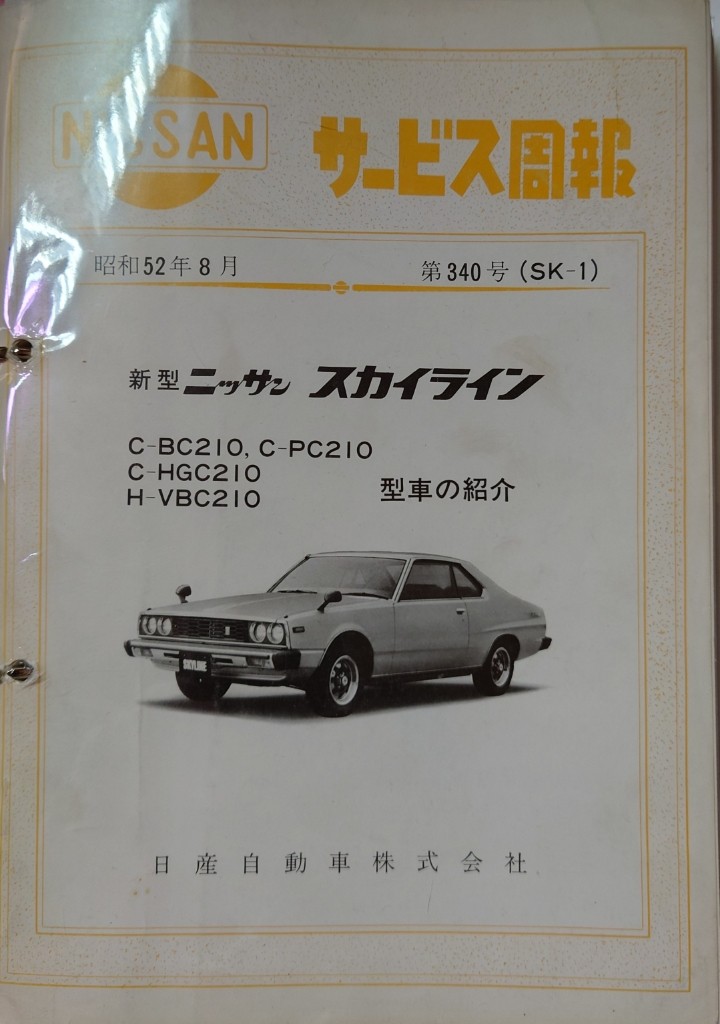 NISSAN
サービス周報
昭和52年8月
第340号(SK-1)
新型 ニッサン スカイライン
C-BC210, C-PC210
C-HGC210
H-VBC210
型車の紹介
SKYLINE
日産自動車株式会社